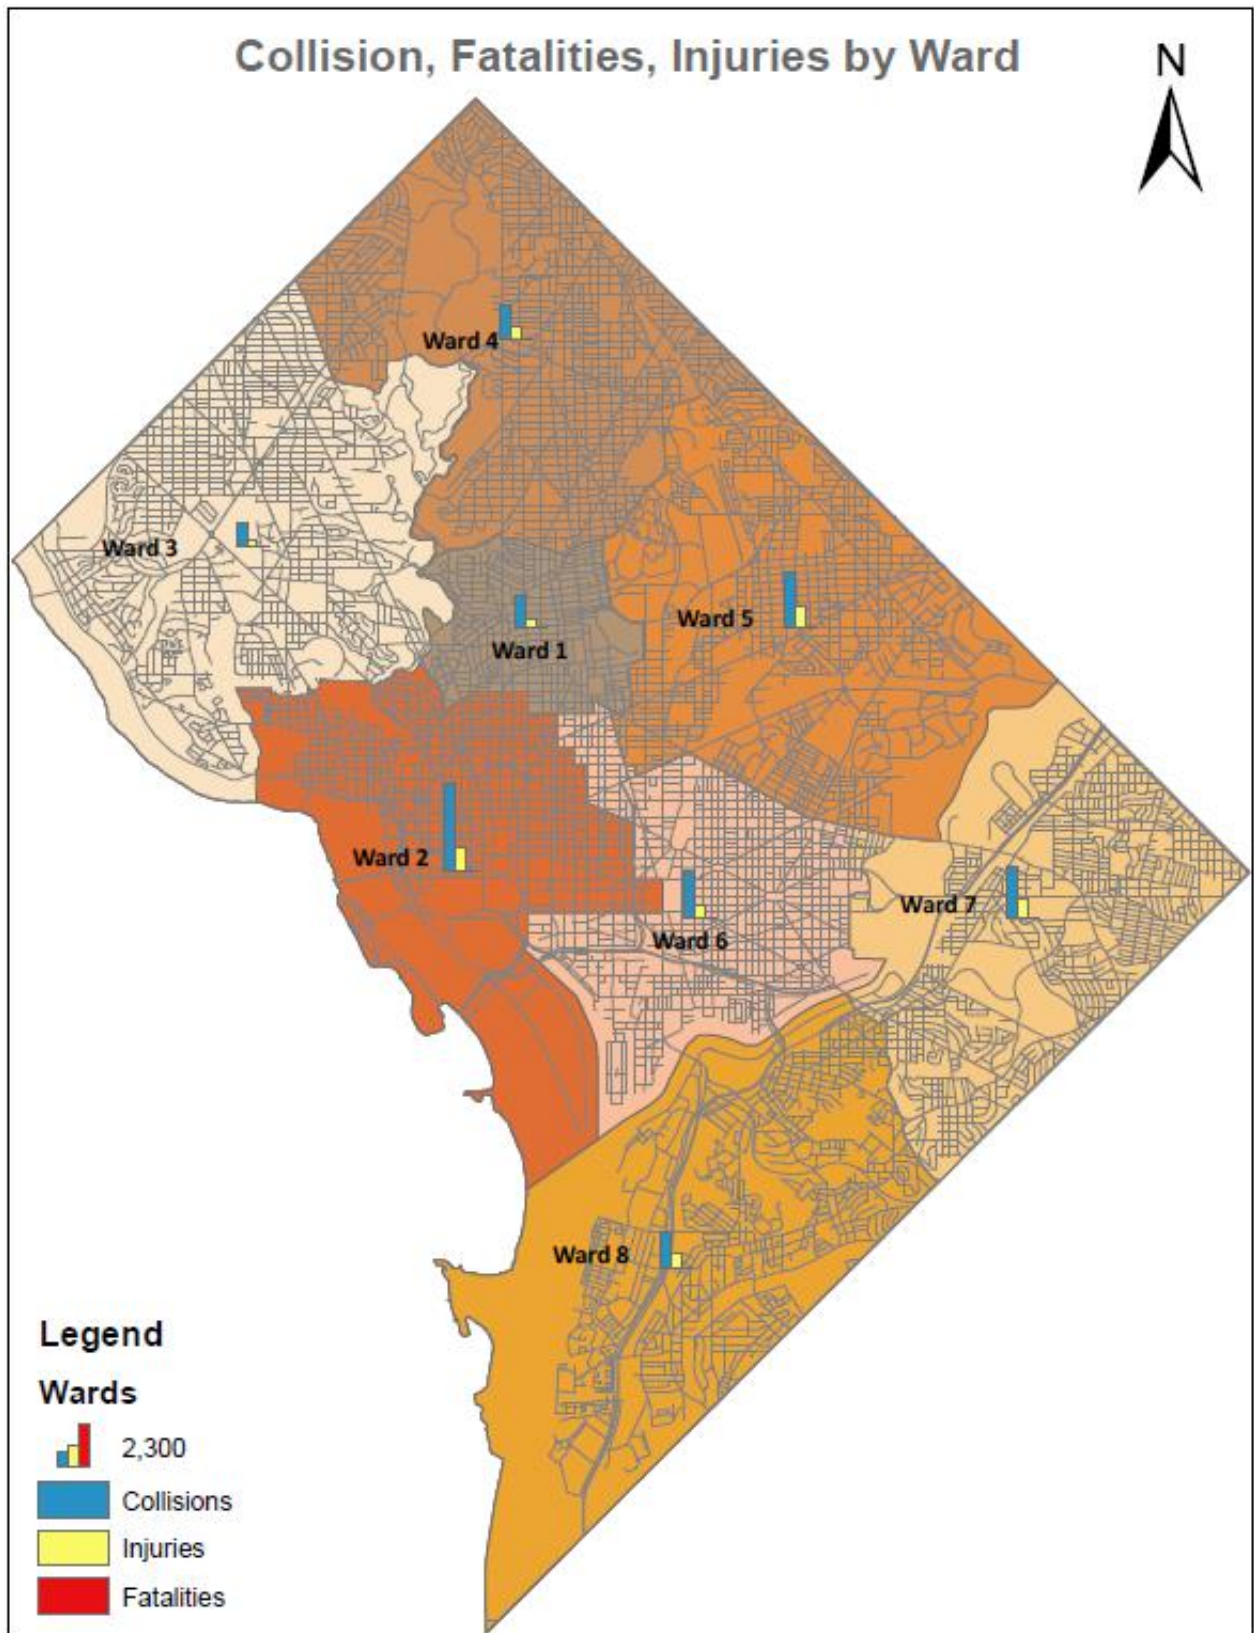 Collision, Fatalities, Injuries by Ward
N
Ward 4
Ward 3
Ward 5
Ward 1
Ward 2
Ward 7
Ward 6
Ward 8
Legend
Wards
2,300
Collisions
Injuries
Fatalities